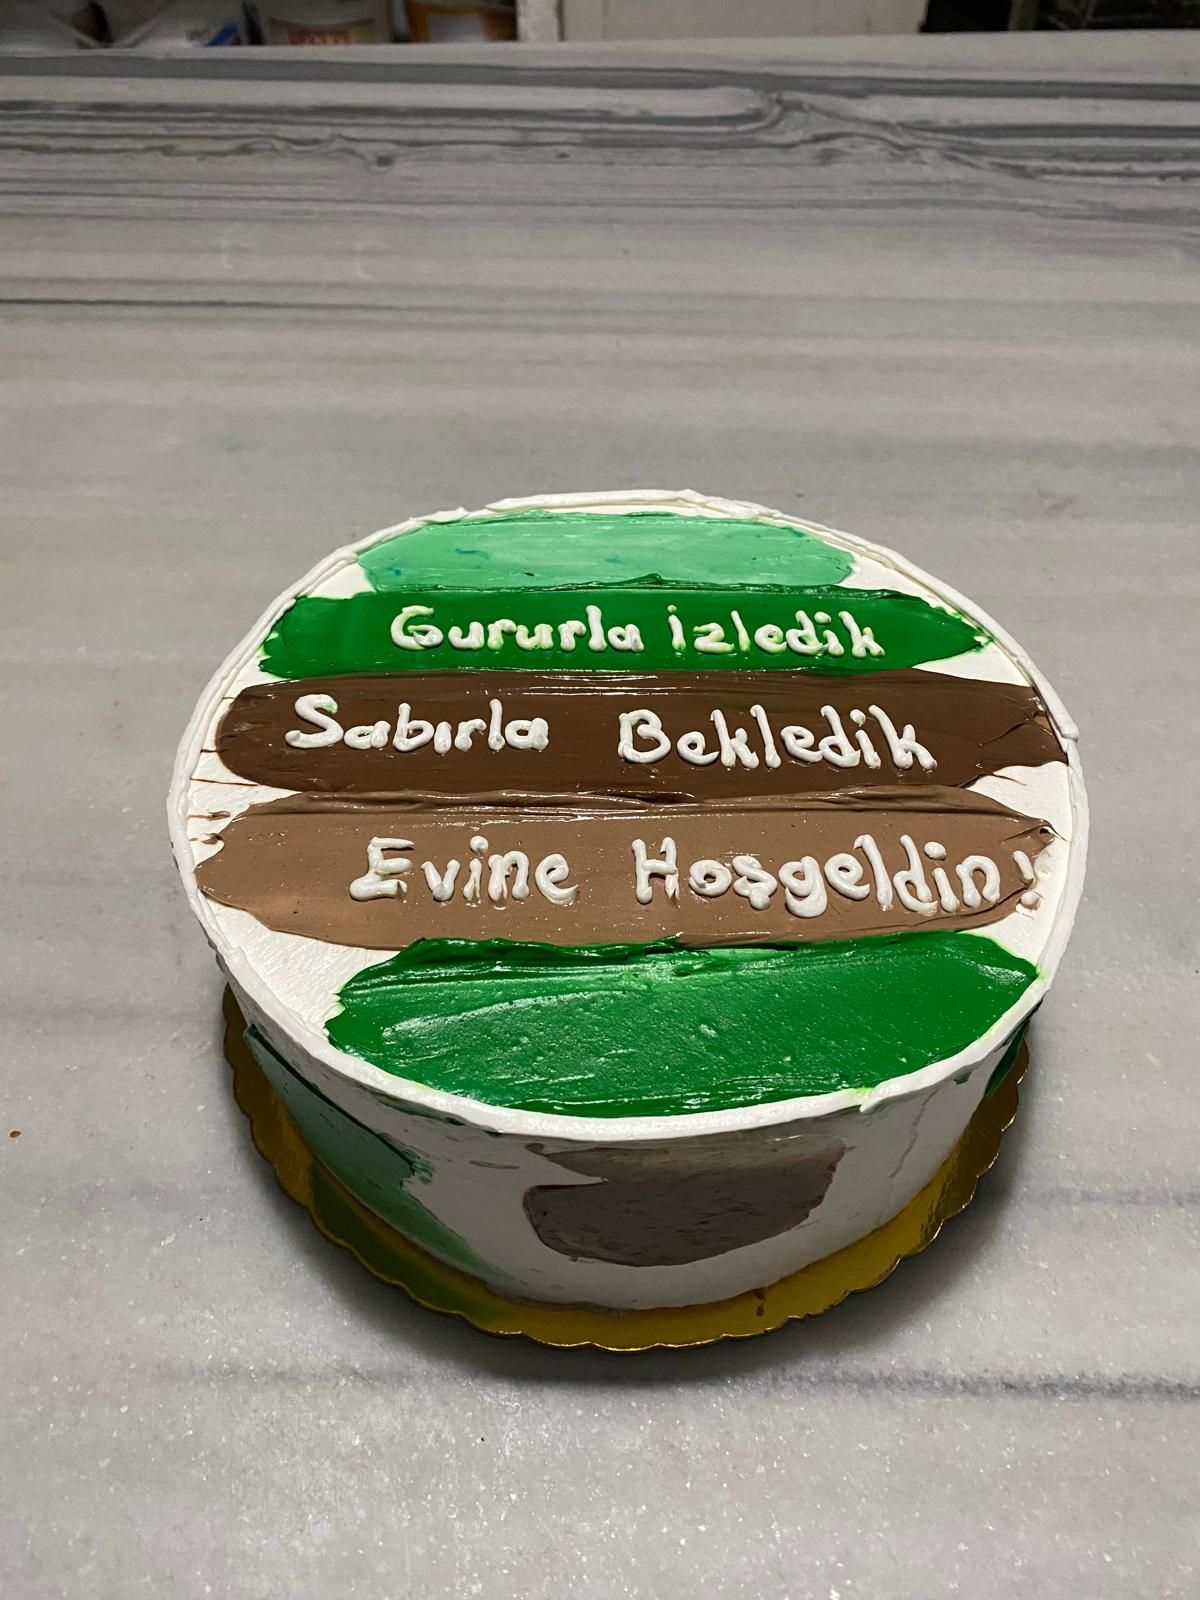 Gururla izledik
Sabırla Bekledik
Evine Hoşgeldin!